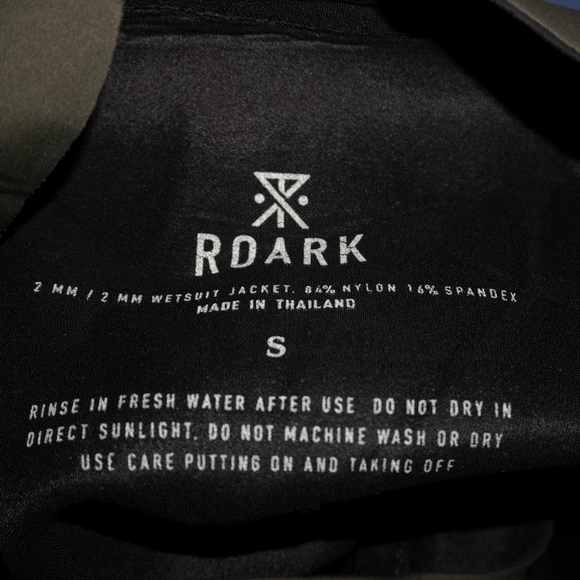 ROARK
2 MM / 2 MM WETSUIT JACKET. 84% NYLON 16% SPANDEX
MADE IN THAILAND
S
RINSE IN FRESH WATER AFTER USE DO NOT DRY IN
DIRECT SUNLIGHT. DO NOT MACHINE WASH OR DRY
USE CARE PUTTING ON AND TAKING OFF